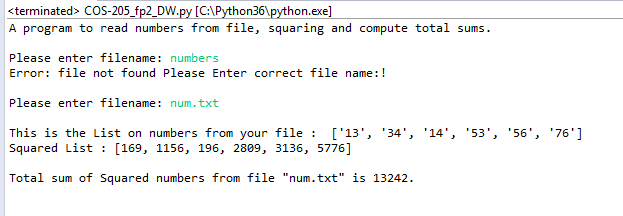 <terminated> COS-205_fp2_DW.py [C:\Python36\python.exe]
A program to read numbers from file, squaring and compute total sums.
Please enter filename: numbers
Error: file not found Please Enter correct file name:!
Please enter filename: num.txt
This is the List on numbers from your file :  ['13', '34', '14', '53', '56', '76']
Squared List : [169, 1156, 196, 2809, 3136, 5776]
Total sum of Squared numbers from file "num.txt" is 13242.